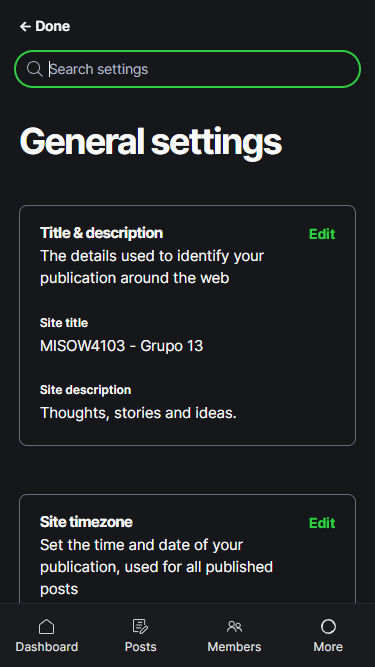 ← Done
Search settings
General settings
Title & description
Edit
The details used to identify your
publication around the web
Site title
MISOW4103 - Grupo 13
Site description
Thoughts, stories and ideas.
Site timezone
Edit
Set the time and date of your
publication, used for all published
posts
Dashboard
Posts
Members
More